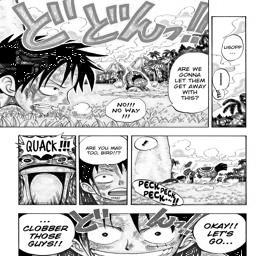 USOPP
...
ARE WE
GONNA
LET THEM
GET AWAY
WITH
THIS?
NO!!!
NO
WAY !!!
どどんっ!!
PECK PECK
PECK--!!
ARE YOU MAD
TOO, BIRD!?
QUACK!!!
OKAY!!
LET'S
GO...
...
CLOBBER
THOSE
GUYS!!